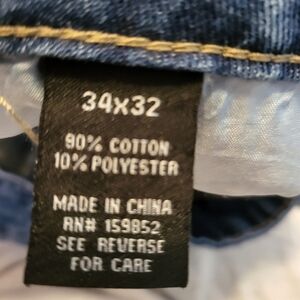 34x32
90% COTTON
10% POLYESTER
MADE IN CHINA
RN# 159852
SEE REVERSE
FOR CARE